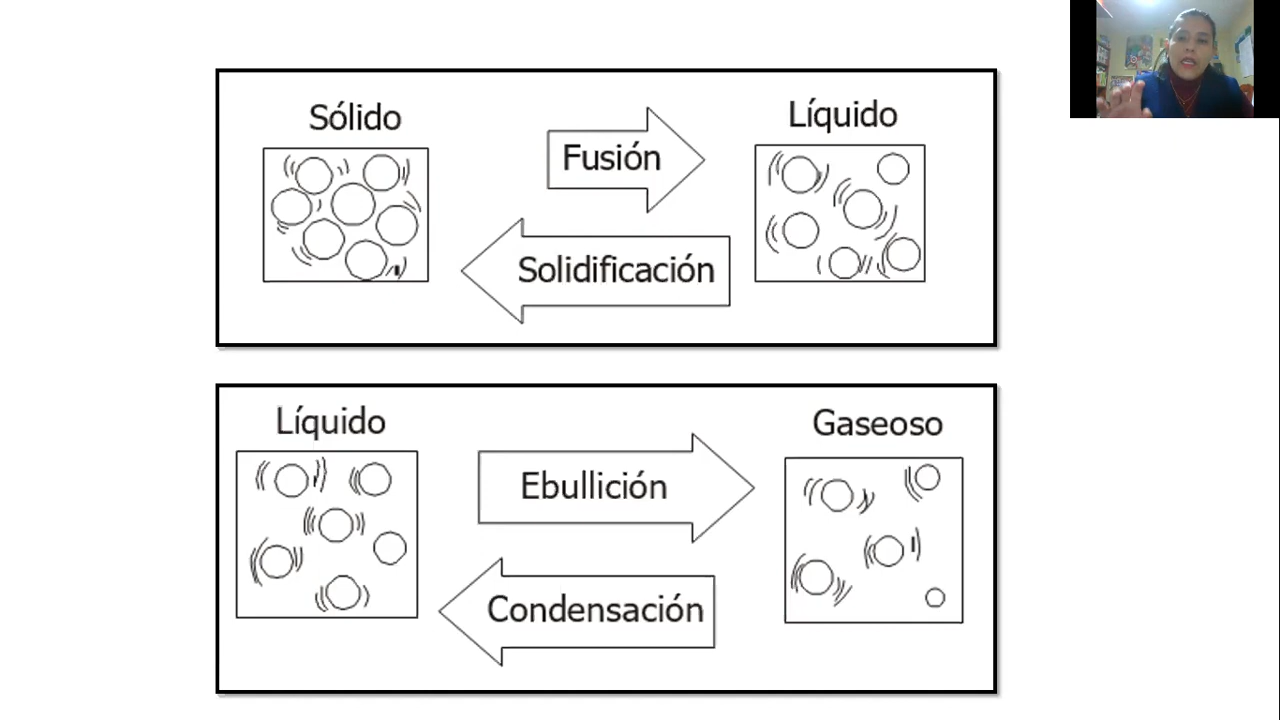 Sólido
Fusión
Líquido
Solidificación
Líquido
Ebullición
Gaseoso
Condensación